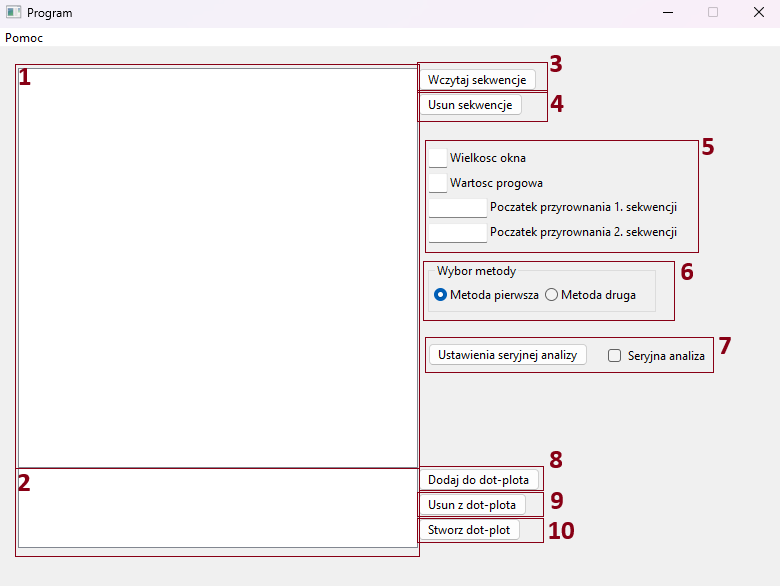 Program
Pomoc
1
Wczytaj sekwencje
3
Usun sekwencje
4
5
Wielkosc okna
Wartosc progowa
Poczatek przyrownania 1. sekwencji
Poczatek przyrownania 2. sekwencji
6
Wybor metody
Metoda pierwsza Metoda druga
7
Ustawienia seryjnej analizy Seryjna analiza
2
8
Dodaj do dot-plota
9
Usun z dot-plota
10
Stworz dot-plot